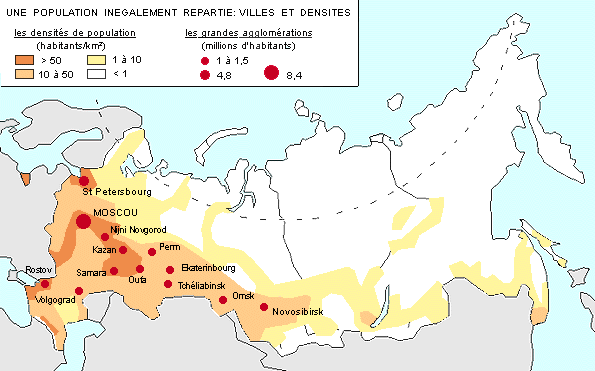 UNE POPULATION INEGALEMENT REPARTIE: VILLES ET DENSITES
les densités de population
(habitants/km²)
> 50
1 à 10
10 à 50
< 1
les grandes agglomérations
(millions d'habitants)
1 à 1,5
4,8
8,4
St Petersbourg
MOSCOU
Nijni Novgorod
Kazan
Perm
Samara
Oufa
Ekaterinbourg
Rostov
Tchéliabinsk
Volgograd
Omsk
Novosibirsk